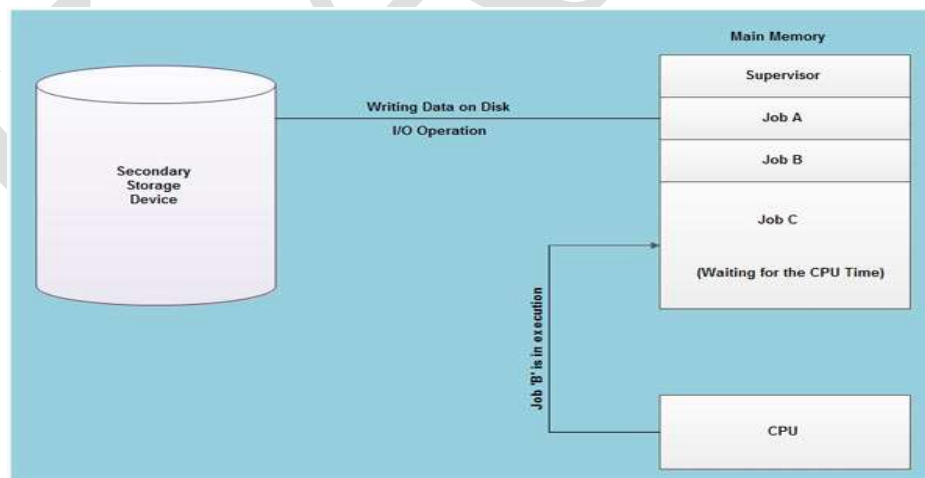 Main Memory
Supervisor
Writing Data on Disk
Job A
I/O Operation
Job B
Secondary
Storage
Device
Job C
(Waiting for the CPU Time)
Job 'B' is in execution
CPU